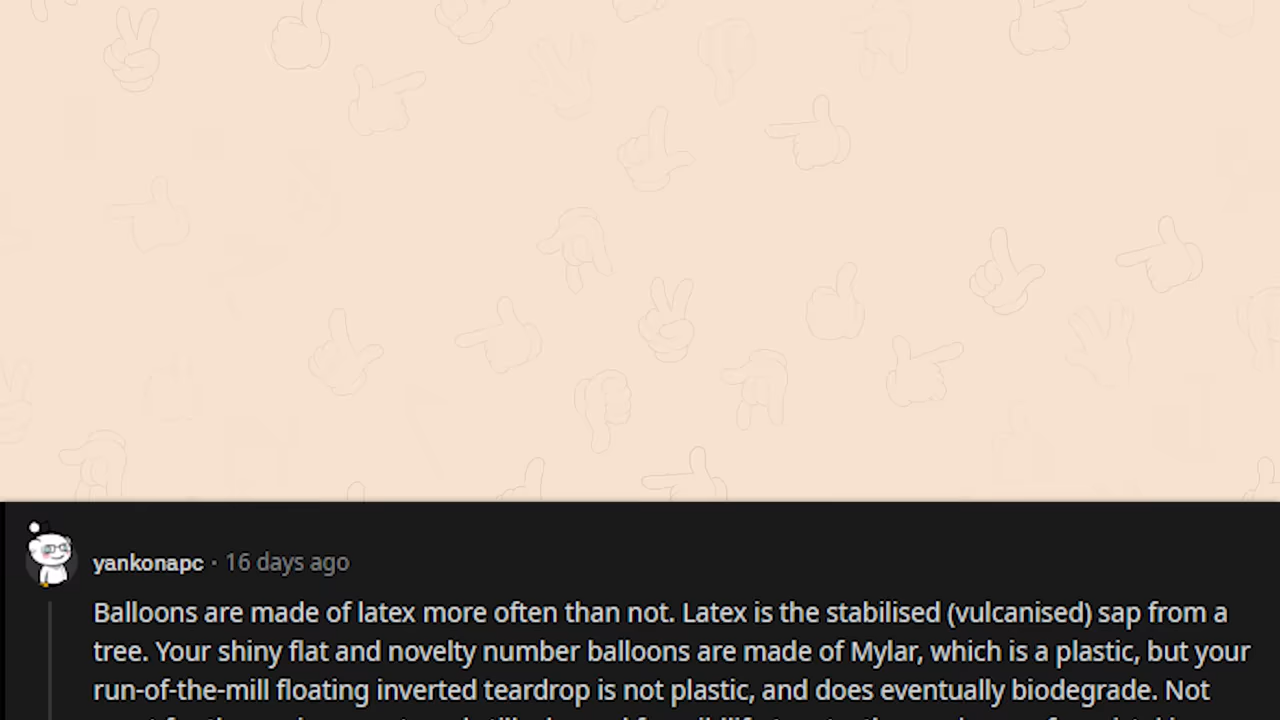 yankonapc · 16 days ago
Balloons are made of latex more often than not. Latex is the stabilised (vulcanised) sap from a
tree. Your shiny flat and novelty number balloons are made of Mylar, which is a plastic, but your
run-of-the-mill floating inverted teardrop is not plastic, and does eventually biodegrade. Not